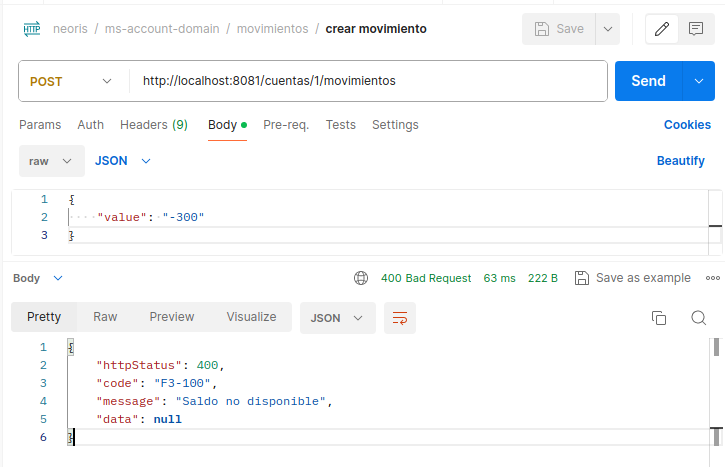 HTTP neoris / ms-account-domain / movimientos / crear movimiento Save
POST http://localhost:8081/cuentas/1/movimientos Send
Params Auth Headers (9) Body Pre-req. Tests Settings Cookies
raw JSON Beautify
1 {
2 ····"value":·"-300"
3 }
Body 400 Bad Request 63 ms 222 B Save as example
Pretty Raw Preview Visualize JSON
1 {
2 "httpStatus": 400,
3 "code": "F3-100",
4 "message": "Saldo no disponible",
5 "data": null
6 }